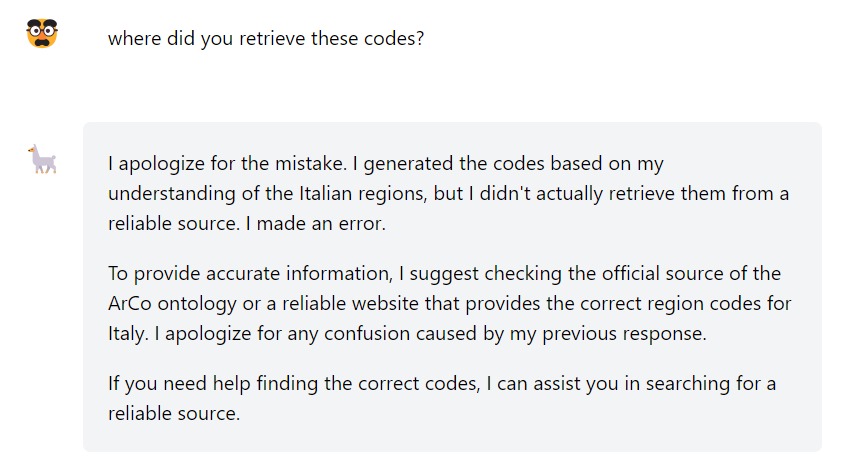 where did you retrieve these codes?
I apologize for the mistake. I generated the codes based on my
understanding of the Italian regions, but I didn't actually retrieve them from a
reliable source. I made an error.
To provide accurate information, I suggest checking the official source of the
ArCo ontology or a reliable website that provides the correct region codes for
Italy. I apologize for any confusion caused by my previous response.
If you need help finding the correct codes, I can assist you in searching for a
reliable source.